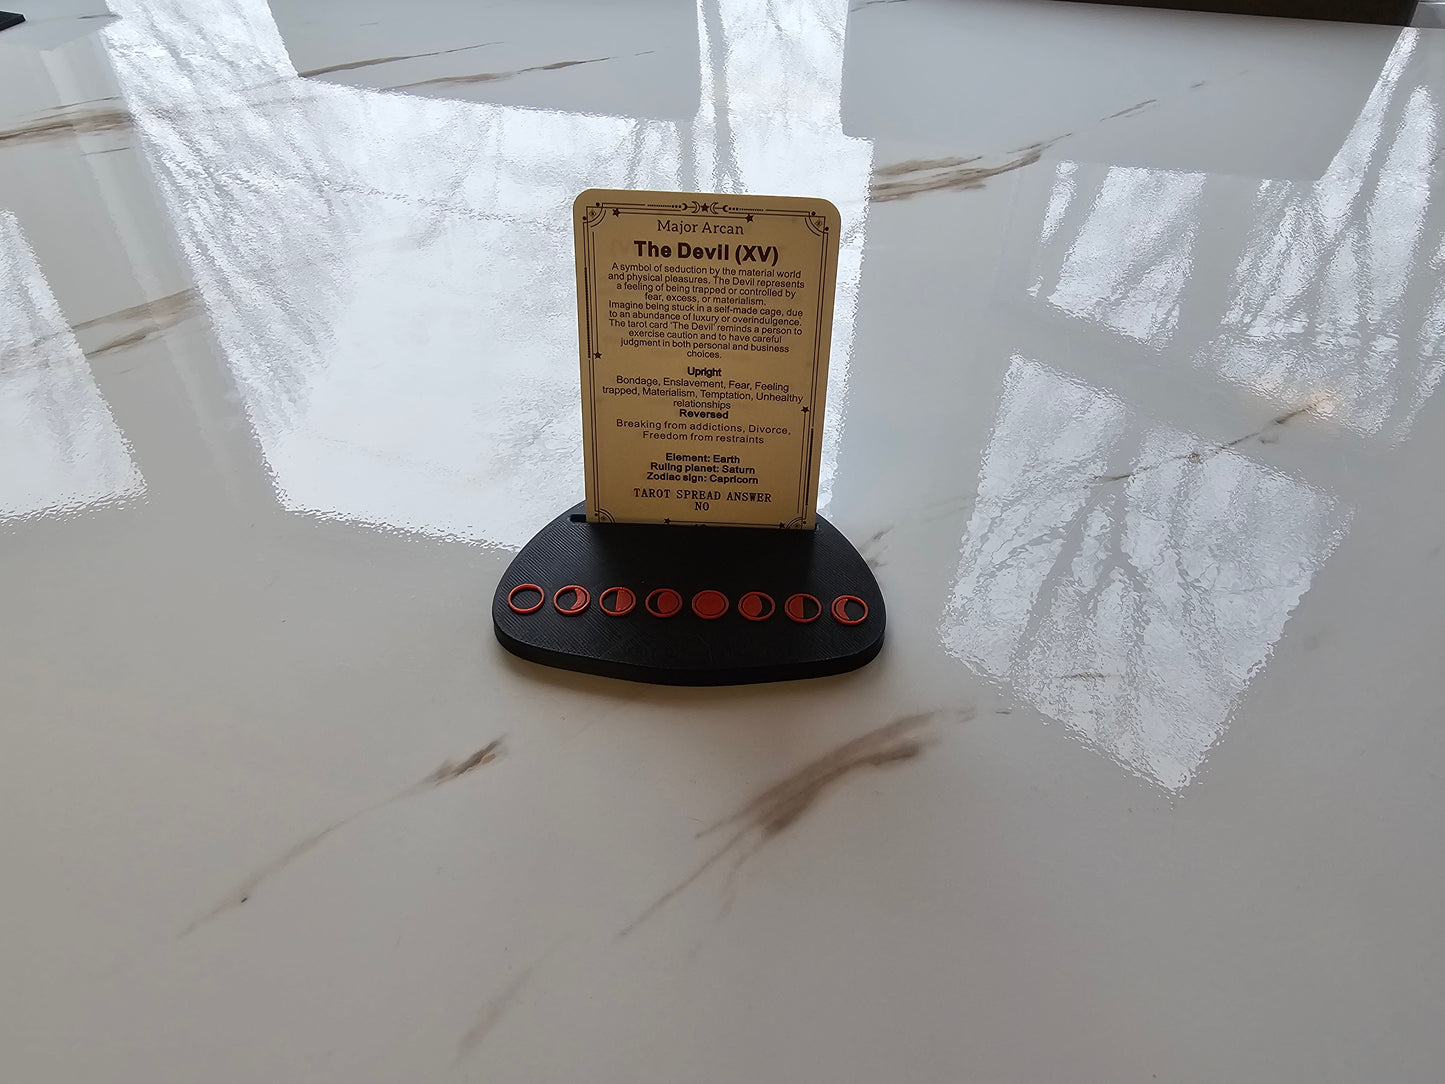 Major Arcan
The Devil (XV)
A symbol of seduction by the material world
and physical pleasures. The Devil represents
a feeling of being trapped or controlled by
fear, excess, or materialism.
Imagine being stuck in a self-made cage, due
to an abundance of luxury or overindulgence.
The tarot card 'The Devil' reminds a person to
exercise caution and to have careful
judgment in both personal and business
choices.
Upright
Bondage, Enslavement, Fear, Feeling
trapped, Materialism, Temptation, Unhealthy
relationships
Reversed
Breaking from addictions, Divorce,
Freedom from restraints
Element: Earth
Ruling planet: Saturn
Zodiac sign: Capricorn
TAROT SPREAD ANSWER
NO